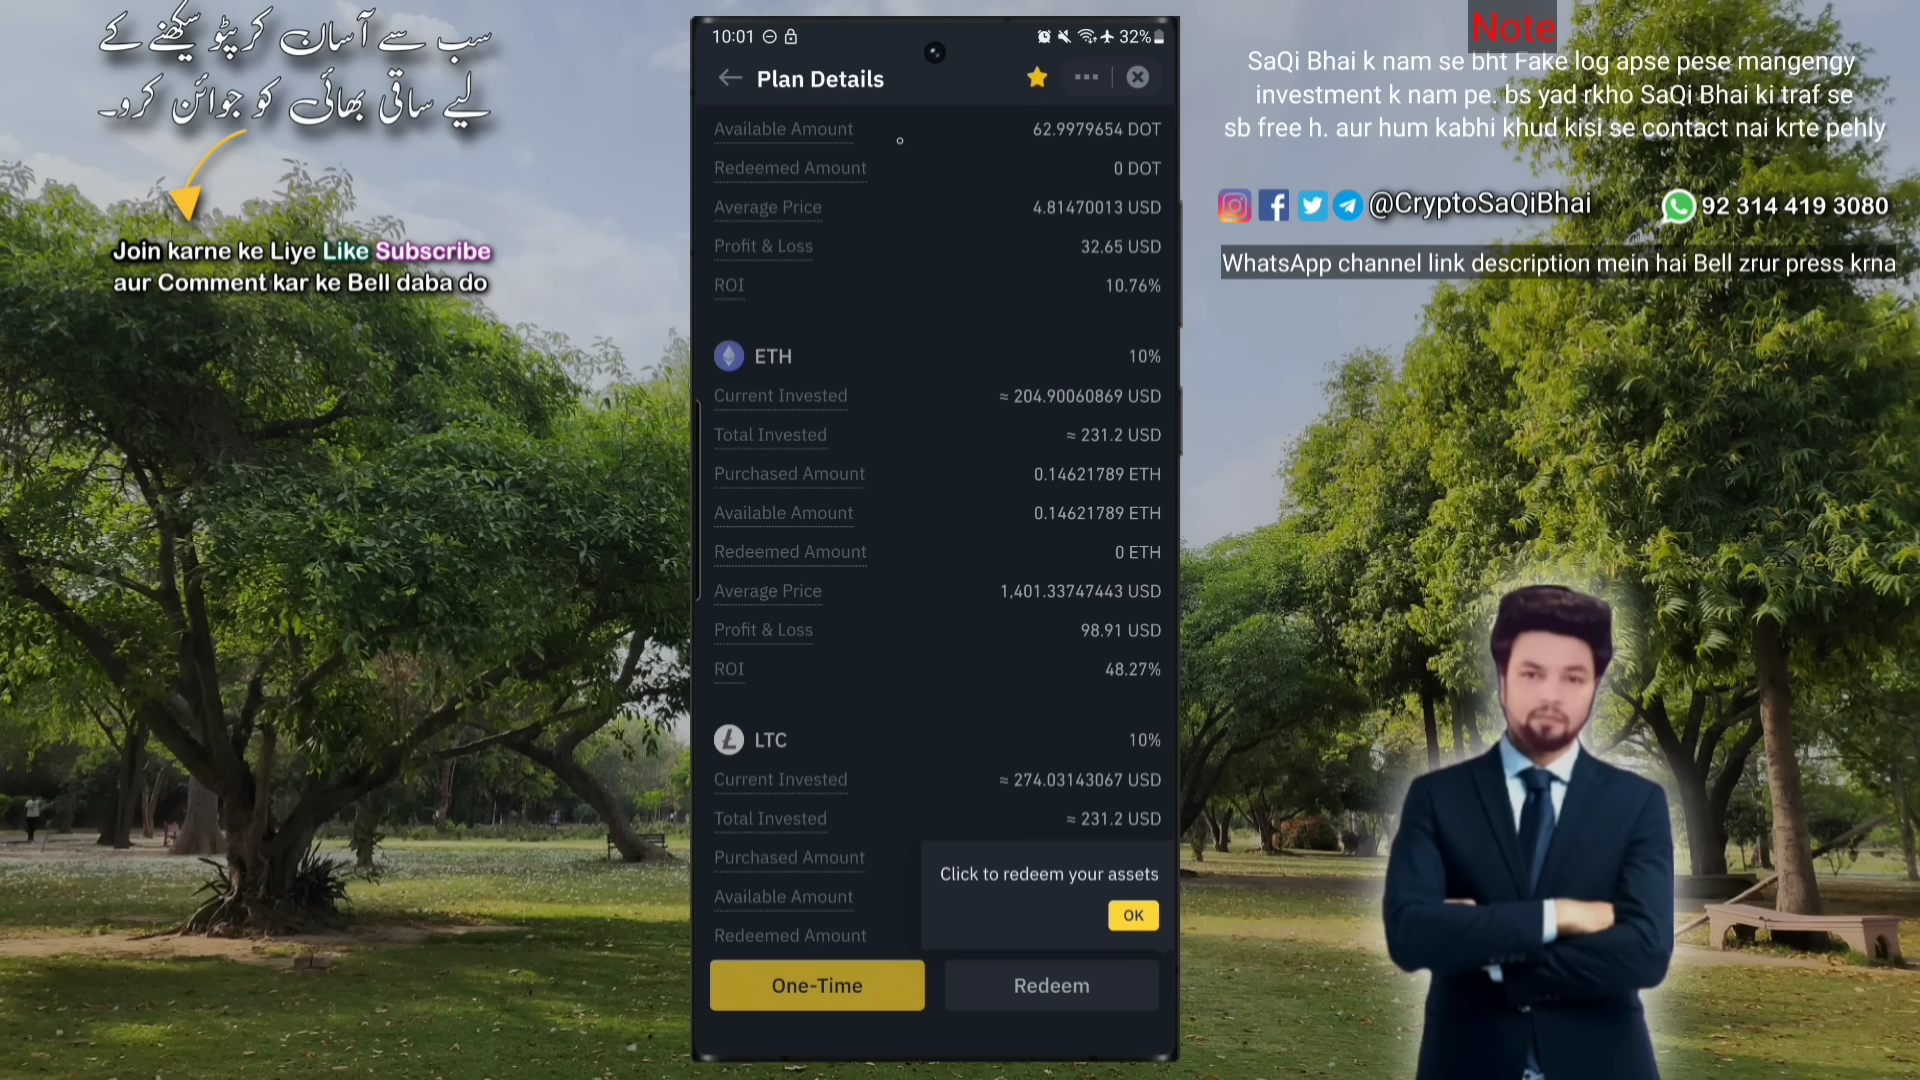 سب سے آسان کرپٹو سیکھنے کے
لیے ساقی بھائی کو جوائن کرو۔
Join karne ke Liye Like Subscribe
aur Comment kar ke Bell daba do
10:01
32%
Plan Details
Available Amount 62.9979654 DOT
Redeemed Amount 0 DOT
Average Price 4.81470013 USD
Profit & Loss 32.65 USD
ROI 10.76%
ETH 10%
Current Invested ≈ 204.90060869 USD
Total Invested ≈ 231.2 USD
Purchased Amount 0.14621789 ETH
Available Amount 0.14621789 ETH
Redeemed Amount 0 ETH
Average Price 1,401.33747443 USD
Profit & Loss 98.91 USD
ROI 48.27%
LTC 10%
Current Invested ≈ 274.03143067 USD
Total Invested ≈ 231.2 USD
Purchased Amount
Available Amount
Redeemed Amount
Click to redeem your assets
OK
One-Time Redeem
Note
SaQi Bhai k nam se bht Fake log apse pese mangengy
investment k nam pe. bs yad rkho SaQi Bhai ki traf se
sb free h. aur hum kabhi khud kisi se contact nai krte pehly
@CryptoSaQiBhai 92 314 419 3080
WhatsApp channel link description mein hai Bell zrur press krna